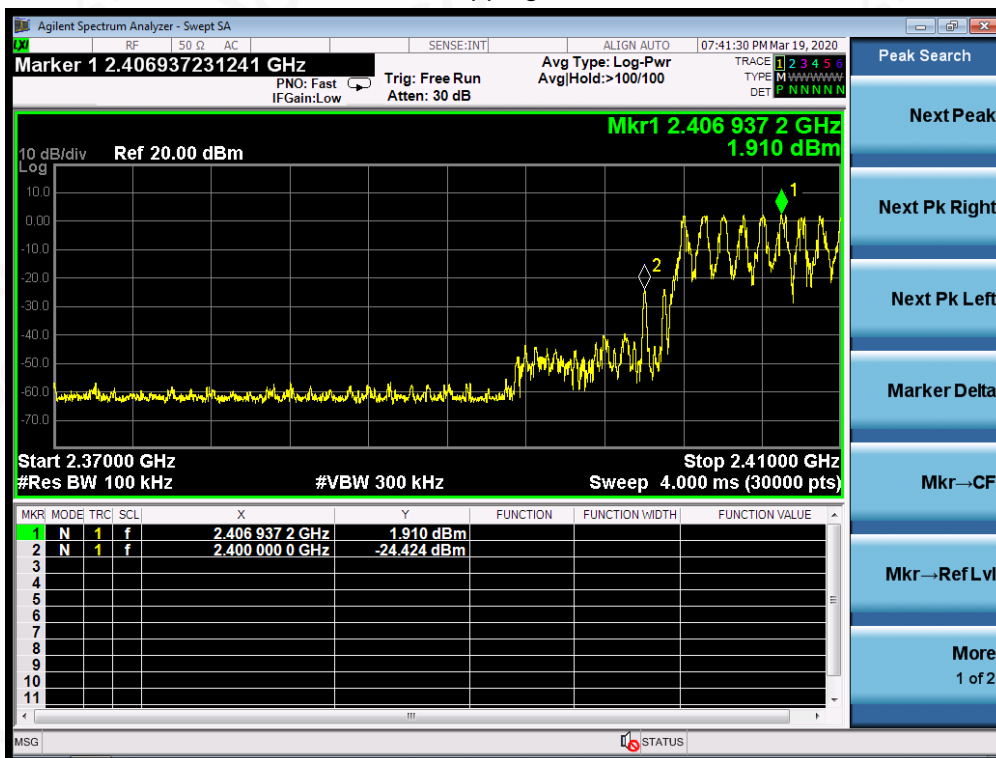 Agilent Spectrum Analyzer - Swept SA
LXI RF 50 Ω AC SENSE:INT ALIGN AUTO 07:41:30 PM Mar 19, 2020
Marker 1 2.406937231241 GHz
PNO: Fast
IFGain:Low
Trig: Free Run
Atten: 30 dB
Avg Type: Log-Pwr
Avg|Hold:>100/100
TRACE 1 2 3 4 5 6
TYPE M WWWWW
DET P N N N N N
Peak Search
Next Peak
Next Pk Right
Next Pk Left
Marker Delta
Mkr→CF
Mkr→Ref Lvl
More
1 of 2
Mkr1 2.406 937 2 GHz
1.910 dBm
10 dB/div Ref 20.00 dBm
Log
10.0
0.00
-10.0
-20.0
-30.0
-40.0
-50.0
-60.0
-70.0
1
2
Start 2.37000 GHz Stop 2.41000 GHz
#Res BW 100 kHz #VBW 300 kHz Sweep 4.000 ms (30000 pts)
MKR MODE TRC SCL X Y FUNCTION FUNCTION WIDTH FUNCTION VALUE
1 N 1 f 2.406 937 2 GHz 1.910 dBm
2 N 1 f 2.400 000 0 GHz -24.424 dBm
3
4
5
6
7
8
9
10
11
MSG STATUS